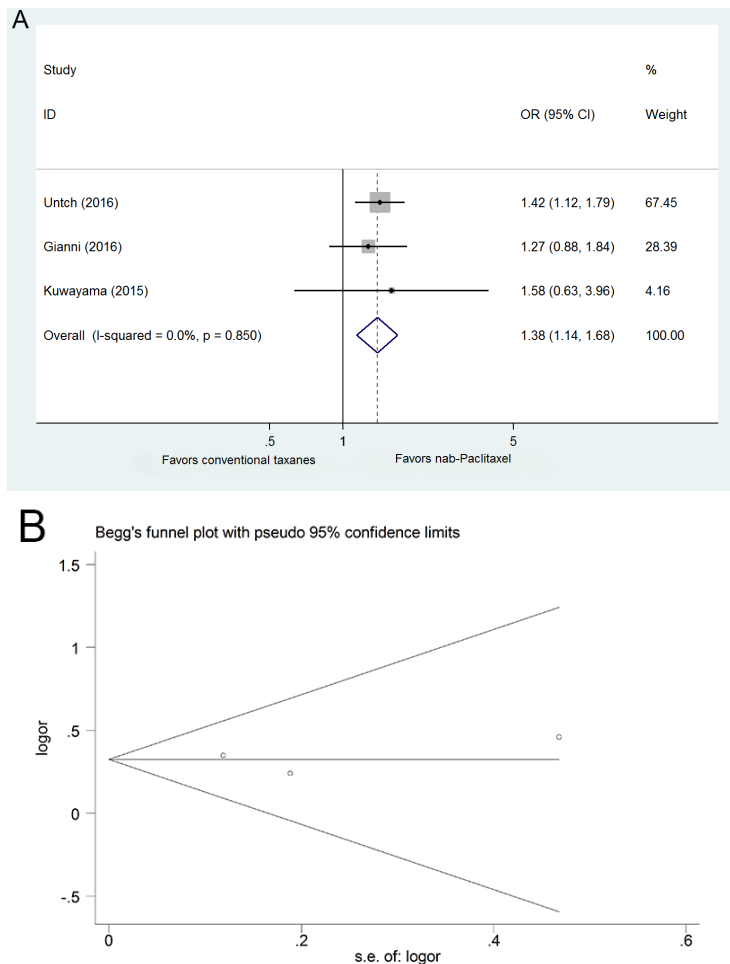 A
Study %
ID OR (95% CI) Weight
Untch (2016) 1.42 (1.12, 1.79) 67.45
Gianni (2016) 1.27 (0.88, 1.84) 28.39
Kuwayama (2015) 1.58 (0.63, 3.96) 4.16
Overall (I-squared = 0.0%, p = 0.850) 1.38 (1.14, 1.68) 100.00
.5 1 5
Favors conventional taxanes Favors nab-Paclitaxel
B
Begg's funnel plot with pseudo 95% confidence limits
1.5
1
.5
logor
0
-.5
0 .2 .4 .6
s.e. of: logor